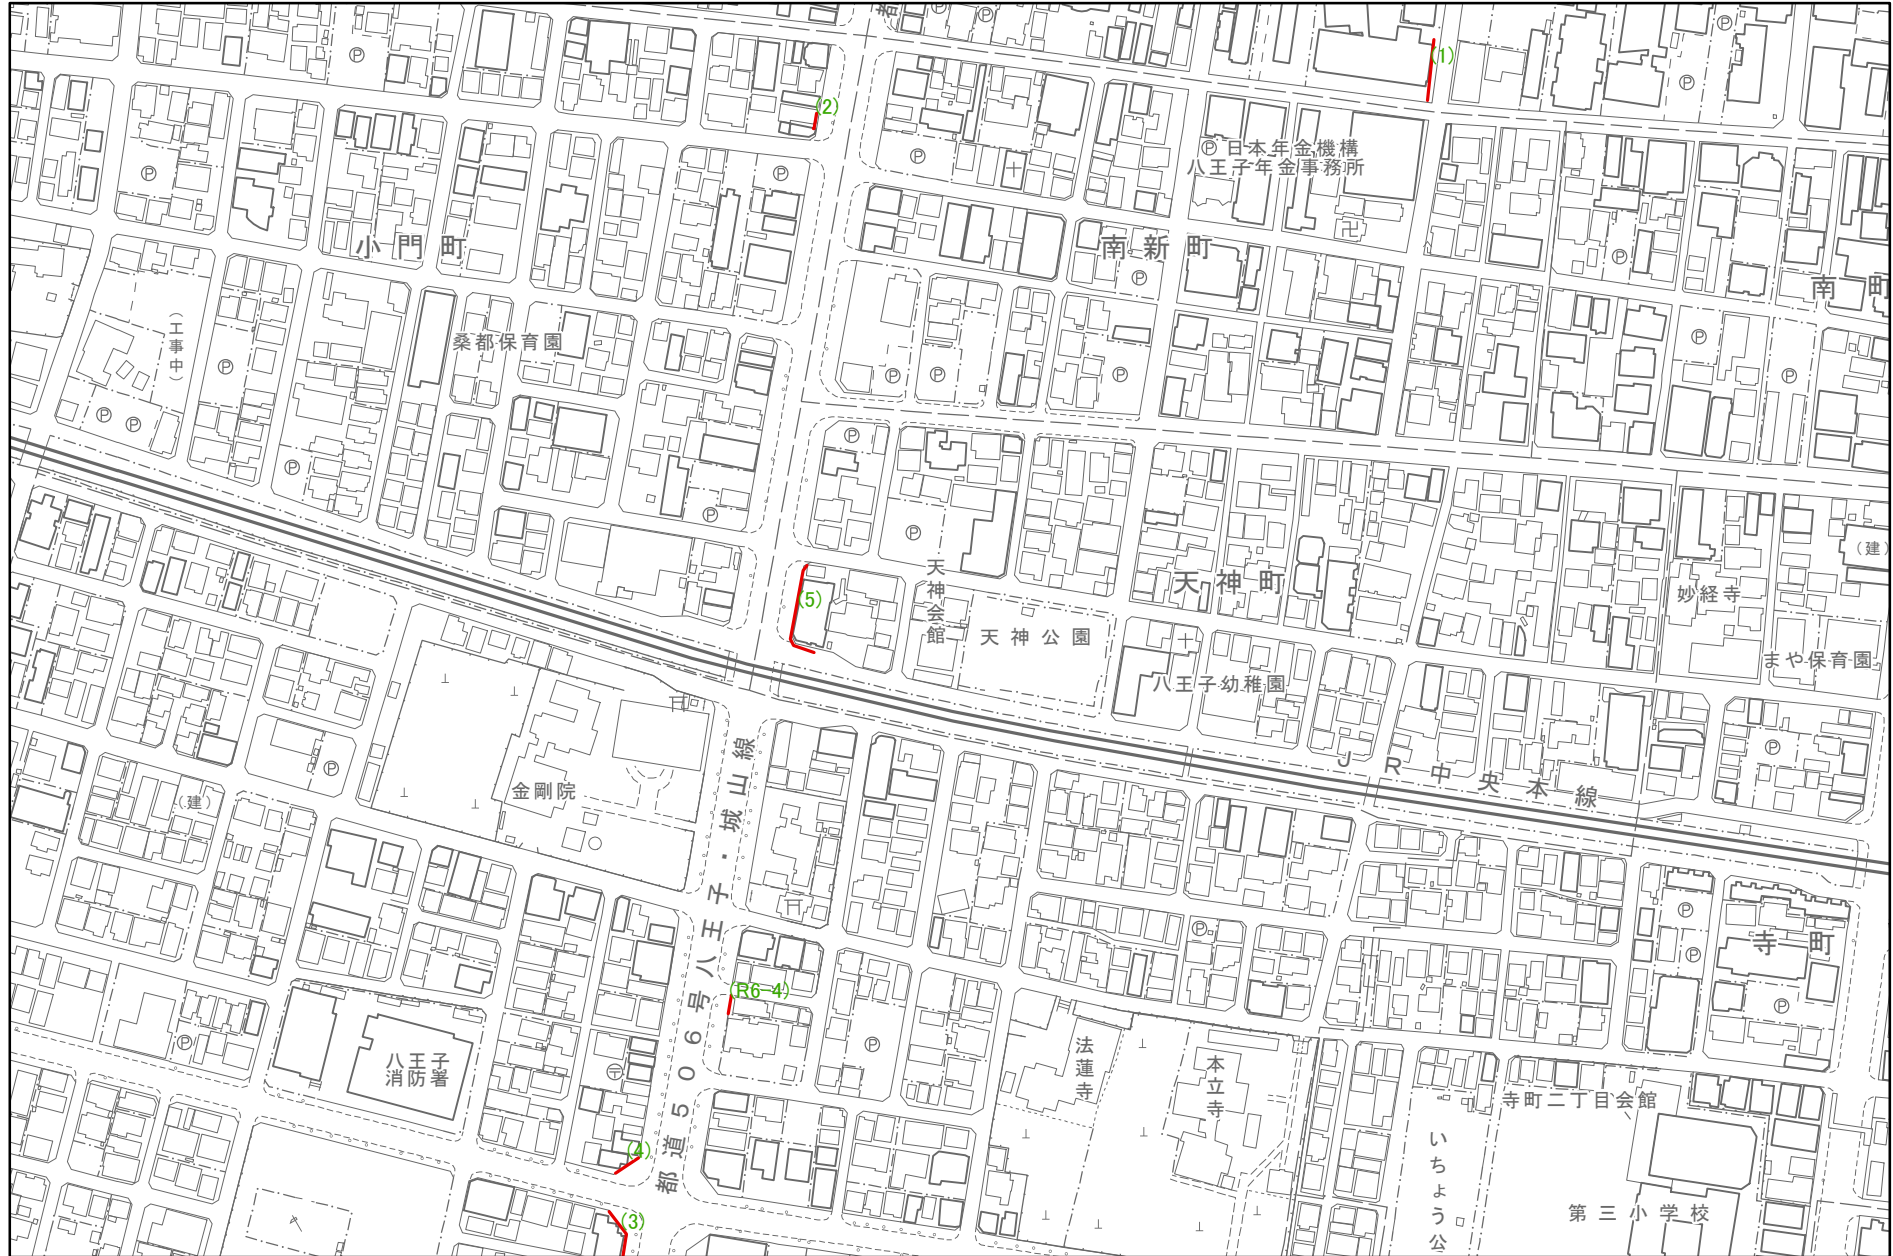 (1)
(2)
日本年金機構
八王子年金事務所
小門町
南新町
南町
(工事中)
桑都保育園
(建)
天神会館
天神町
妙経寺
(5)
天神公園
まや保育園
八王子幼稚園
JR中央本線
金剛院
(建)
寺町
(R6-4)
都道506号八王子・城山線
八王子
消防署
法蓮寺
本立寺
寺町二丁目会館
いちょう公
(4)
(3)
第三小学校